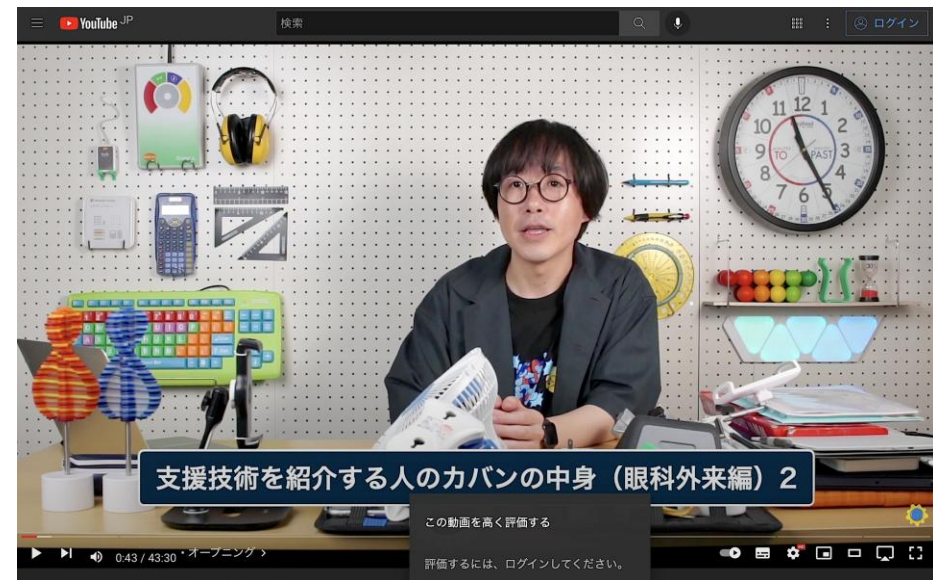 YouTube JP
検索
ログイン
11 12 1
10 2
9 TO PAST 3
8 4
7 6
支援技術を紹介する人のカバンの中身（眼科外来編）2
この動画を高く評価する
0:43 / 43:30・オープニング
評価するには、ログインしてください。